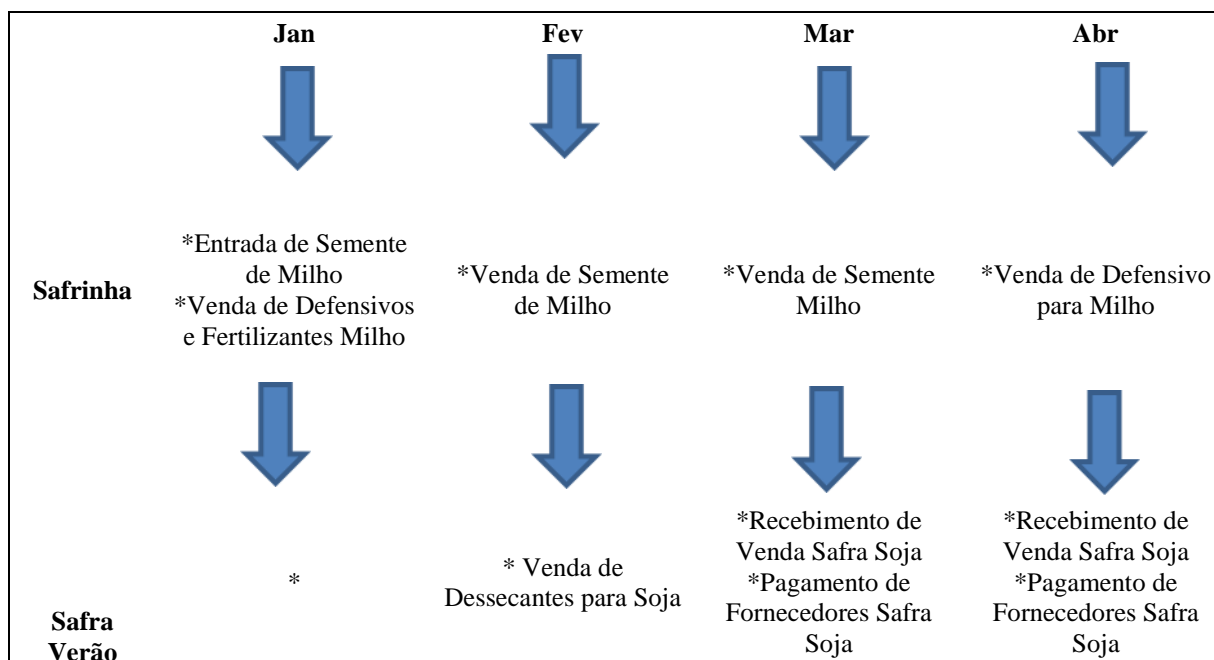 Jan Fev Mar Abr
Safrinha
*Entrada de Semente
de Milho
*Venda de Defensivos
e Fertilizantes Milho
*Venda de Semente
de Milho
*Venda de Semente
Milho
*Venda de Defensivo
para Milho
Safra
Verão
*
* Venda de
Dessecantes para Soja
*Recebimento de
Venda Safra Soja
*Pagamento de
Fornecedores Safra
Soja
*Recebimento de
Venda Safra Soja
*Pagamento de
Fornecedores Safra
Soja